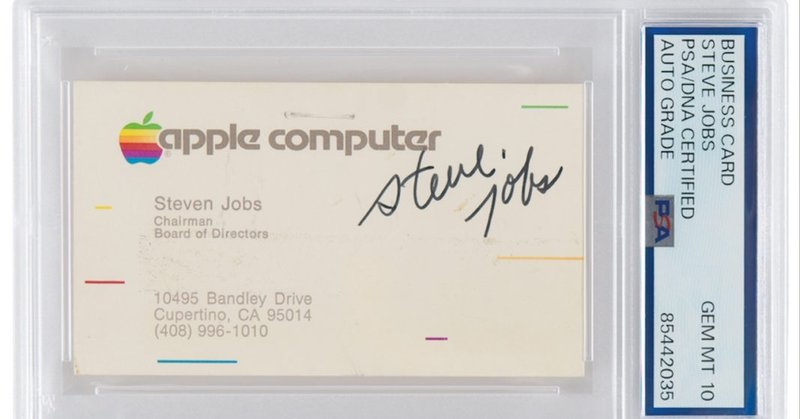 apple computer
®
steve jobs
Steven Jobs
Chairman
Board of Directors
10495 Bandley Drive
Cupertino, CA 95014
(408) 996-1010
BUSINESS CARD
STEVE JOBS
PSA/DNA CERTIFIED
AUTO GRADE
PSA
GEM MT 10
85442035